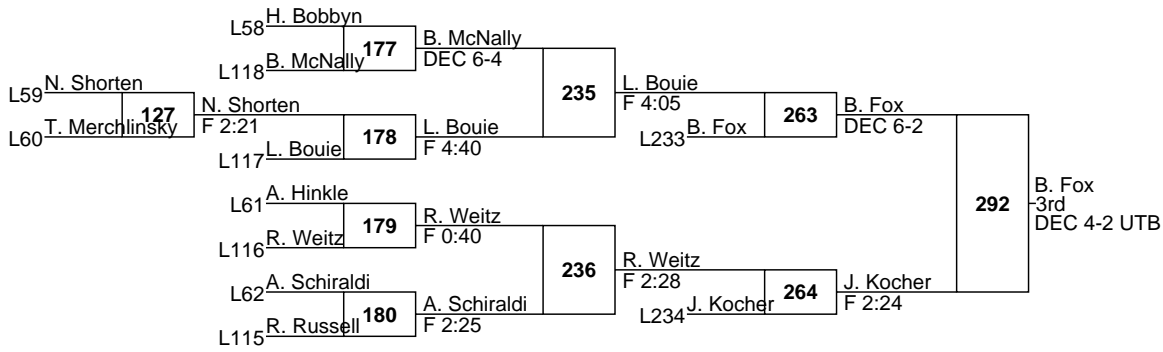 L58 H. Bobbyn
177
L118 B. McNally
B. McNally
DEC 6-4
L59 N. Shorten
127
L60 T. Merchlinsky
N. Shorten
F 2:21
178
L117 L. Bouie
L. Bouie
F 4:40
235
L. Bouie
F 4:05
263
L233 B. Fox
B. Fox
DEC 6-2
L61 A. Hinkle
179
L116 R. Weitz
R. Weitz
F 0:40
L62 A. Schiraldi
180
L115 R. Russell
A. Schiraldi
F 2:25
236
R. Weitz
F 2:28
264
L234 J. Kocher
J. Kocher
F 2:24
292
B. Fox
3rd
DEC 4-2 UTB